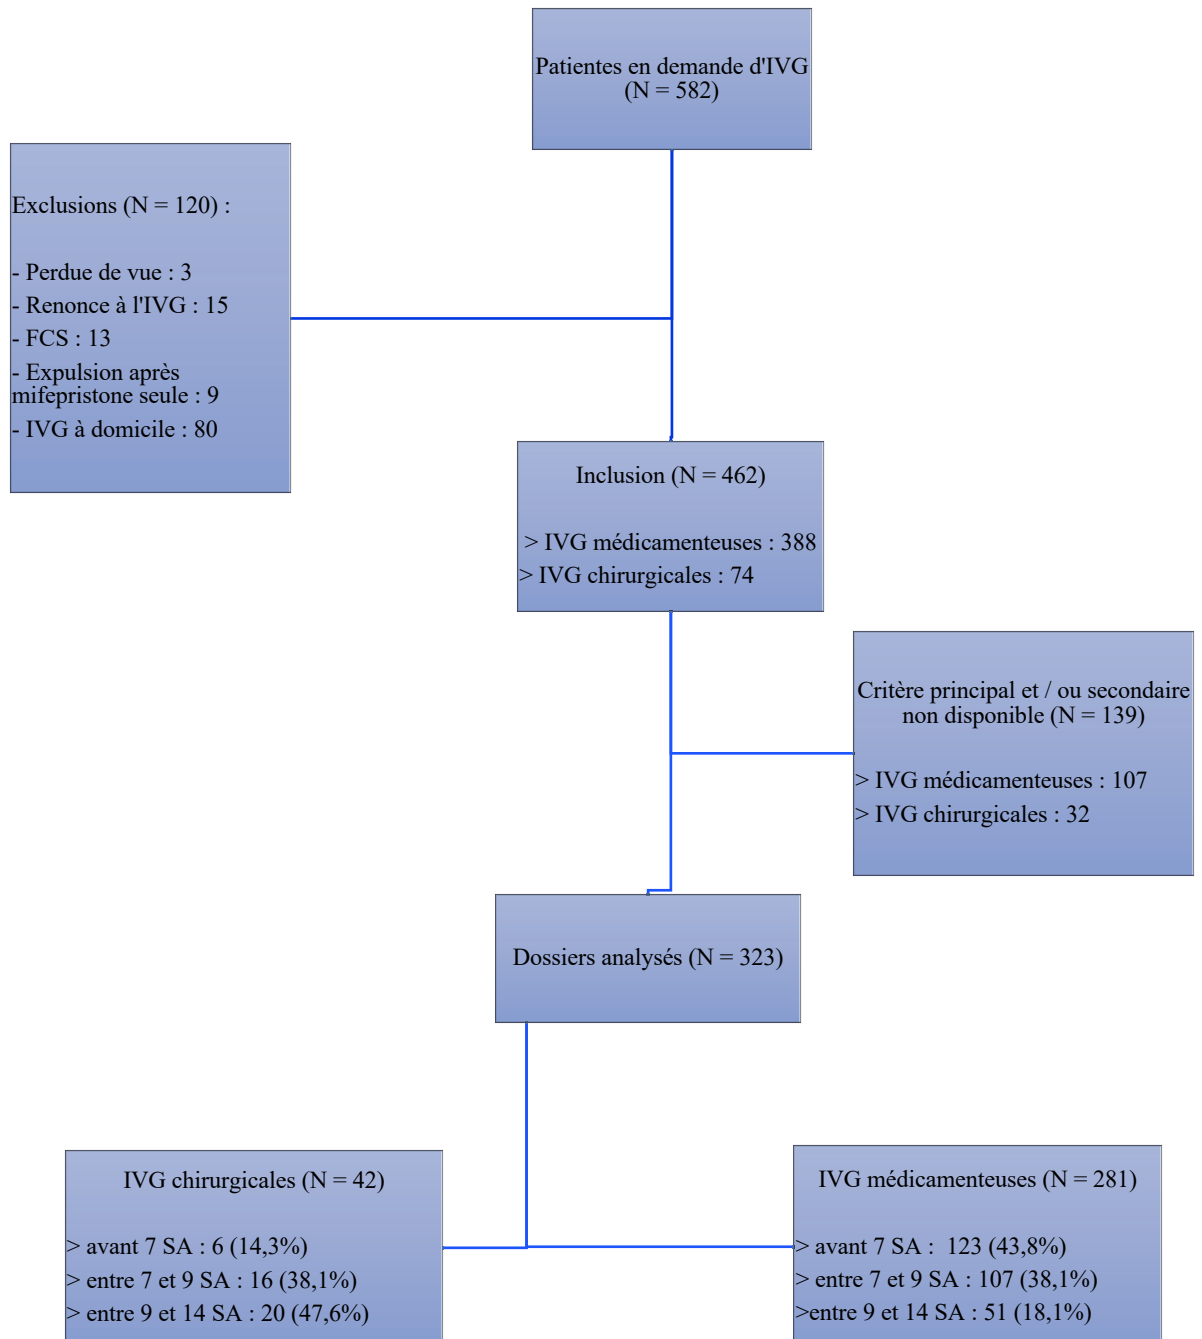 Patientes en demande d'IVG
(N = 582)
Exclusions (N = 120) :
- Perdue de vue : 3
- Renonce à l'IVG : 15
- FCS : 13
- Expulsion après
mifepristone seule : 9
- IVG à domicile : 80
Inclusion (N = 462)
> IVG médicamenteuses : 388
> IVG chirurgicales : 74
Critère principal et / ou secondaire
non disponible (N = 139)
> IVG médicamenteuses : 107
> IVG chirurgicales : 32
Dossiers analysés (N = 323)
IVG chirurgicales (N = 42)
> avant 7 SA : 6 (14,3%)
> entre 7 et 9 SA : 16 (38,1%)
> entre 9 et 14 SA : 20 (47,6%)
IVG médicamenteuses (N = 281)
> avant 7 SA :  123 (43,8%)
> entre 7 et 9 SA : 107 (38,1%)
>entre 9 et 14 SA : 51 (18,1%)